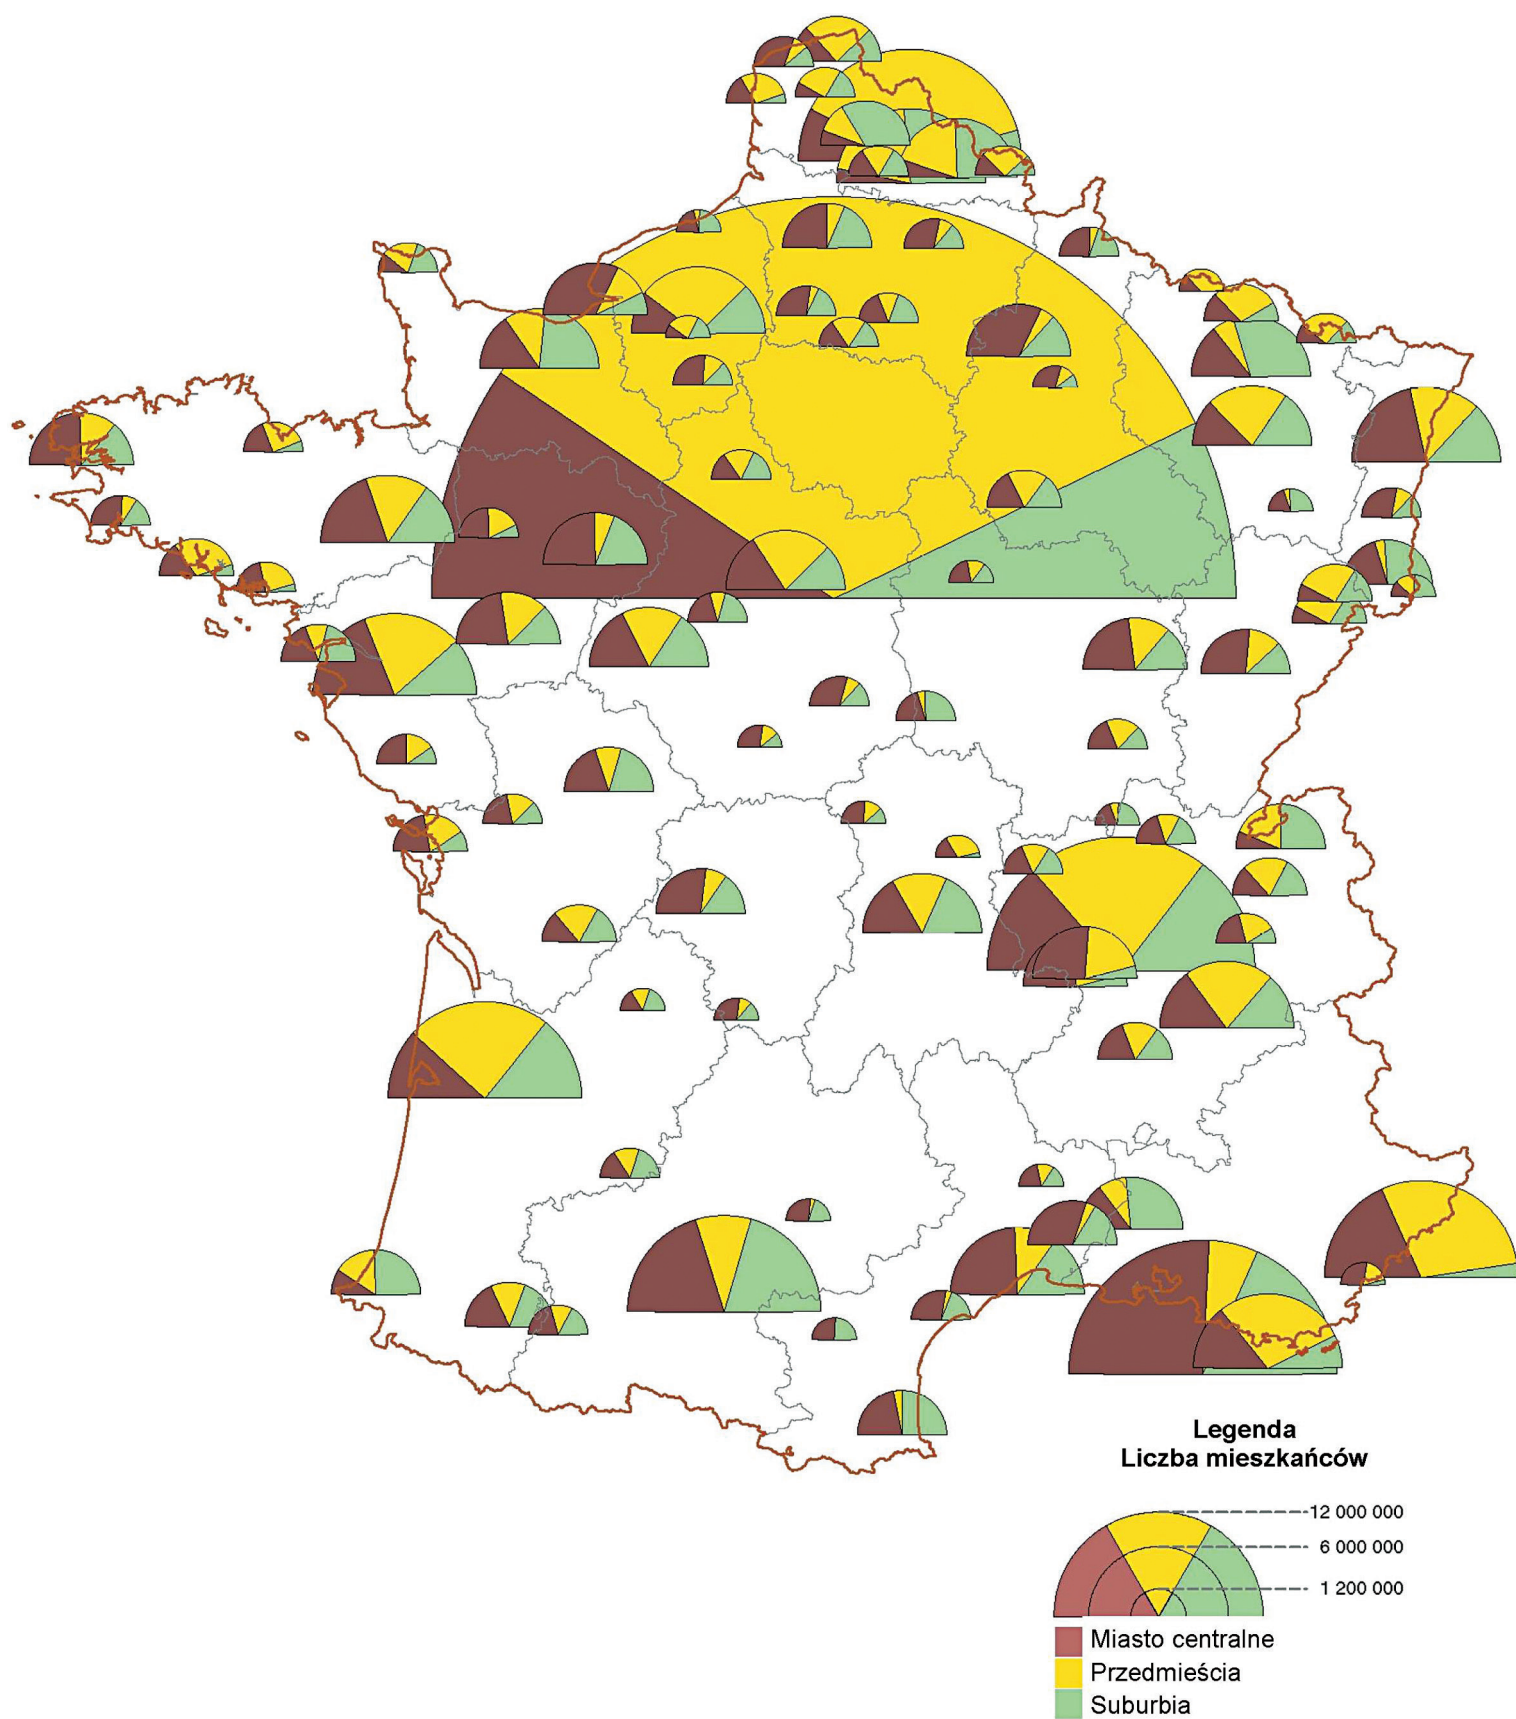 Legenda
Liczba mieszkańców
12 000 000
6 000 000
1 200 000
Miasto centralne
Przedmieścia
Suburbia